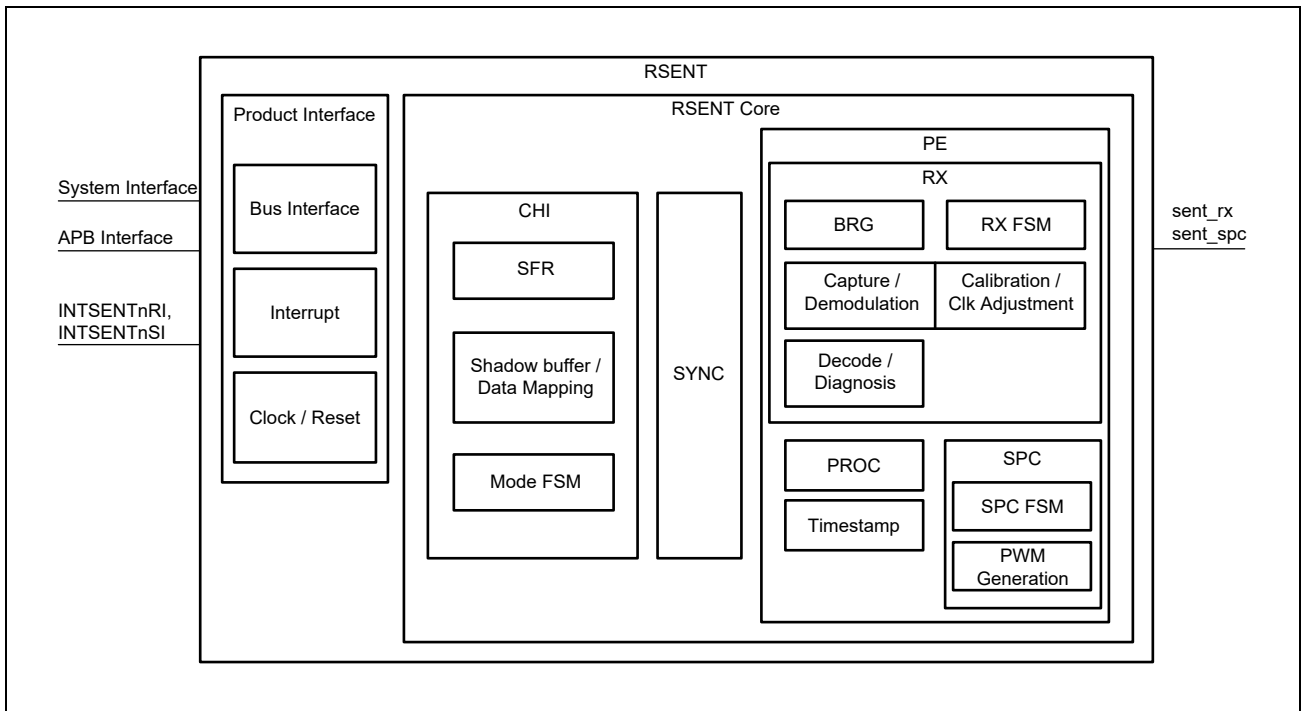 RSENT
Product Interface
Bus Interface
Interrupt
Clock / Reset
System Interface
APB Interface
INTSENTnRI,
INTSENTnSI
RSENT Core
CHI
SFR
Shadow buffer /
Data Mapping
Mode FSM
SYNC
PE
RX
BRG
RX FSM
Capture /
Demodulation
Calibration /
Clk Adjustment
Decode /
Diagnosis
PROC
Timestamp
SPC
SPC FSM
PWM
Generation
sent_rx
sent_spc